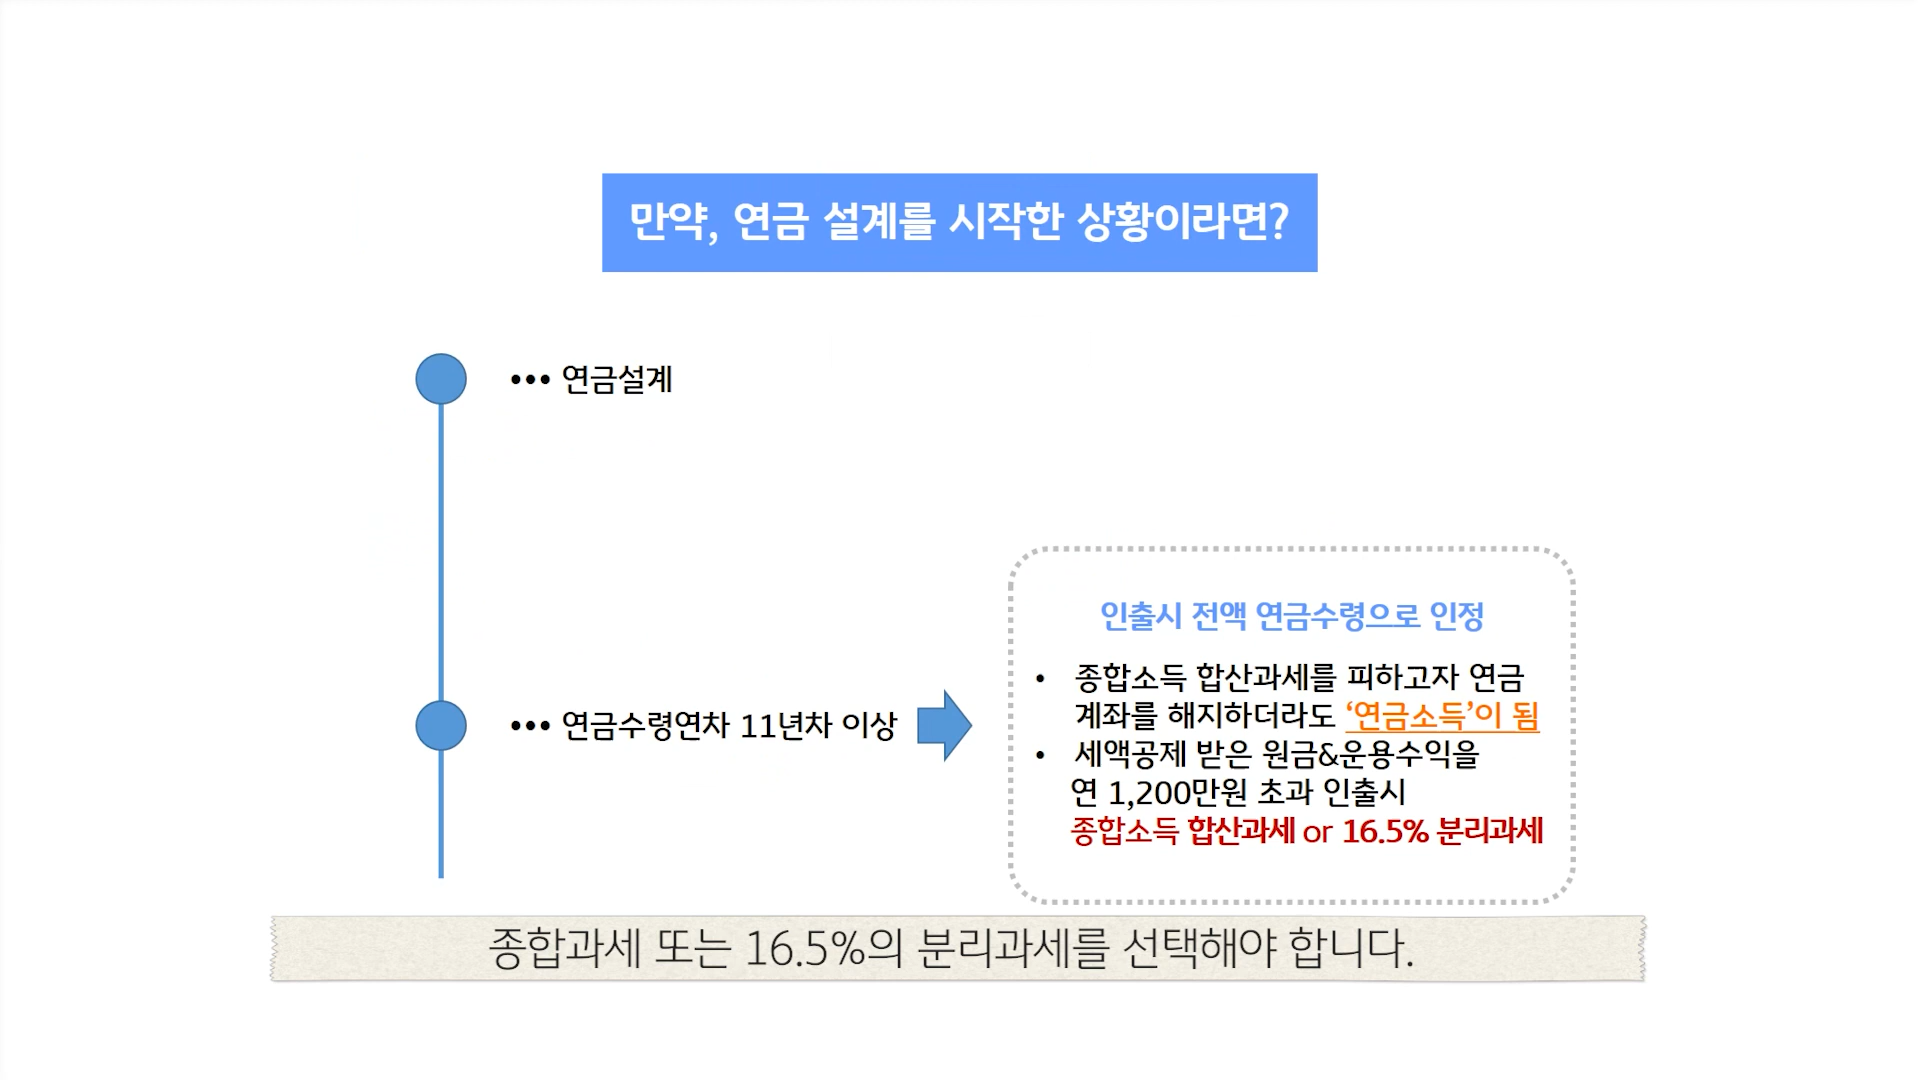 만약, 연금 설계를 시작한 상황이라면?
••• 연금설계
••• 연금수령연차 11년차 이상
인출시 전액 연금수령으로 인정
• 종합소득 합산과세를 피하고자 연금
계좌를 해지하더라도 ‘연금소득’이 됨
• 세액공제 받은 원금&운용수익을
연 1,200만원 초과 인출시
종합소득 합산과세 or 16.5% 분리과세
종합과세 또는 16.5%의 분리과세를 선택해야 합니다.